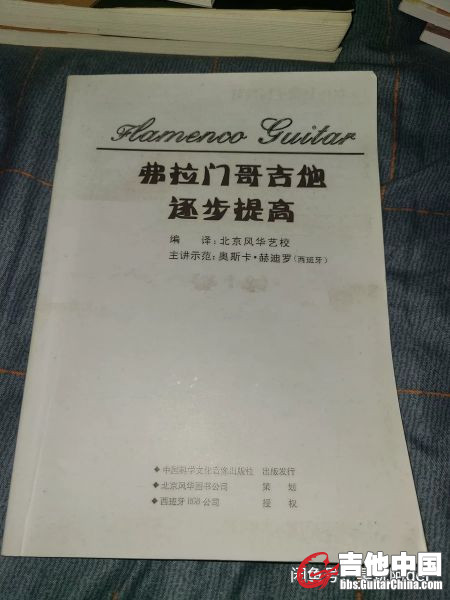 Flamenco Guitar
弗拉门哥吉他
逐步提高
编 译：北京风华艺校
主讲示范：奥斯卡·赫迪罗（西班牙）
◆中国科学文化音像出版社 出版发行
◆北京风华图书公司 策 划
◆西班牙 公司 授 权
吉他中国
bbs.GuitarChina.com
闲鱼号